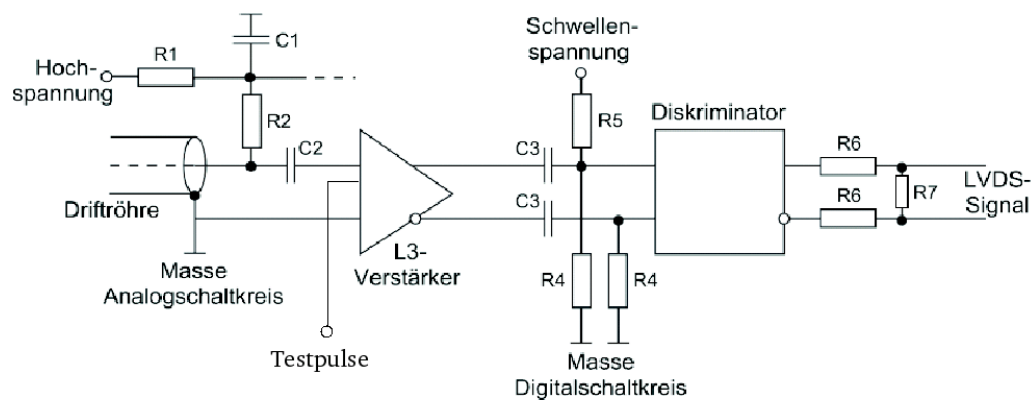 C1
R1
Hoch-
spannung
R2
Driftröhre
C2
Masse
Analogschaltkreis
L3-
Verstärker
Testpulse
Schwellen-
spannung
R5
C3
C3
R4
R4
Masse
Digitalschaltkreis
Diskriminator
R6
R6
R7
LVDS-
Signal